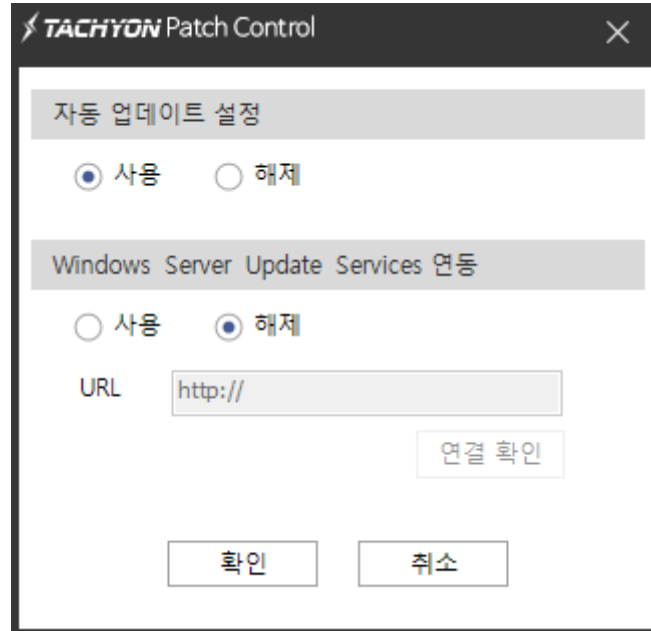 TACHYON Patch Control
자동 업데이트 설정
사용 해제
Windows Server Update Services 연동
사용 해제
URL http://
연결 확인
확인 취소